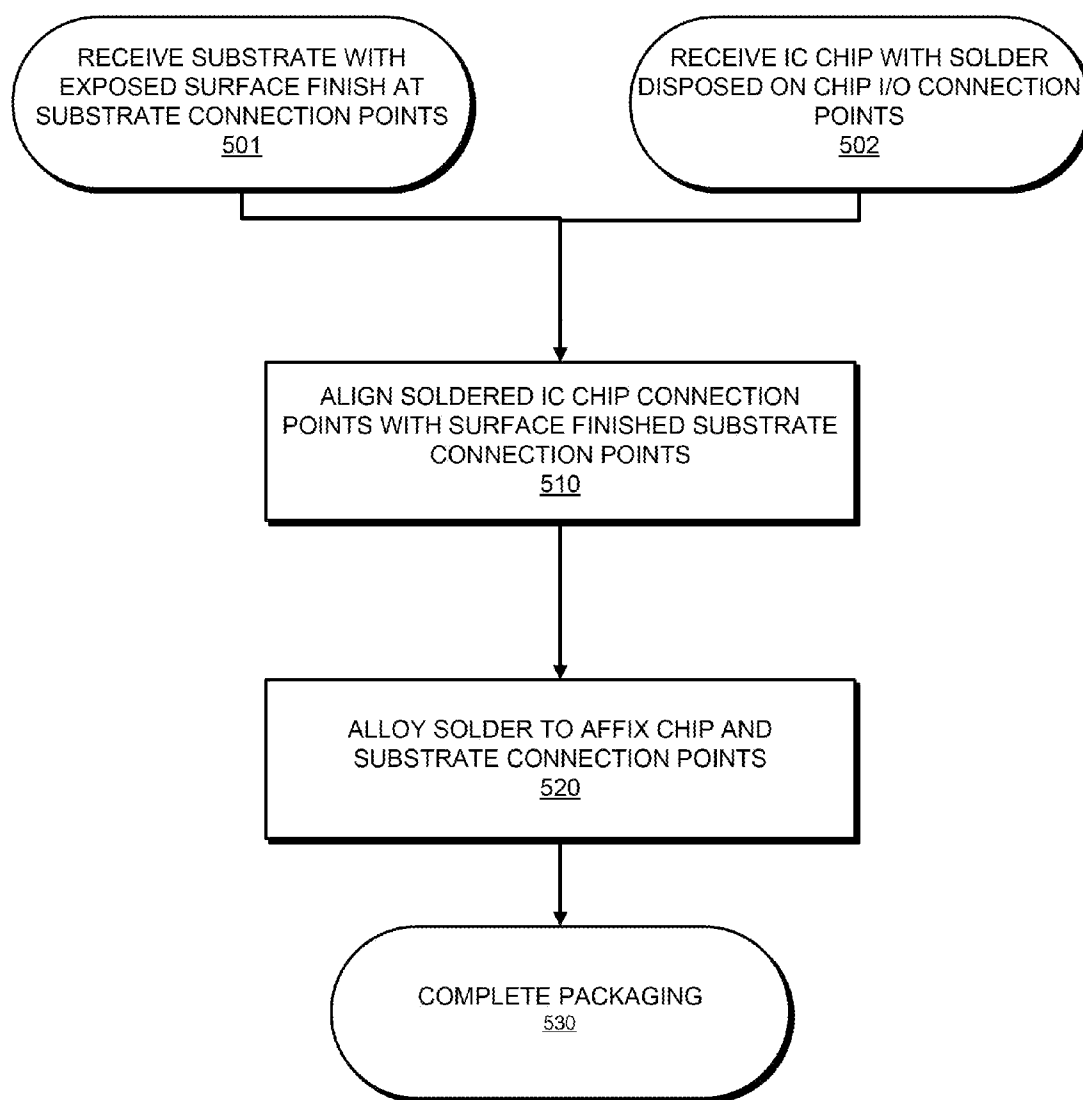 RECEIVE SUBSTRATE WITH
EXPOSED SURFACE FINISH AT
SUBSTRATE CONNECTION POINTS
501
RECEIVE IC CHIP WITH SOLDER
DISPOSED ON CHIP I/O CONNECTION
POINTS
502
ALIGN SOLDERED IC CHIP CONNECTION
POINTS WITH SURFACE FINISHED SUBSTRATE
CONNECTION POINTS
510
ALLOY SOLDER TO AFFIX CHIP AND
SUBSTRATE CONNECTION POINTS
520
COMPLETE PACKAGING
530